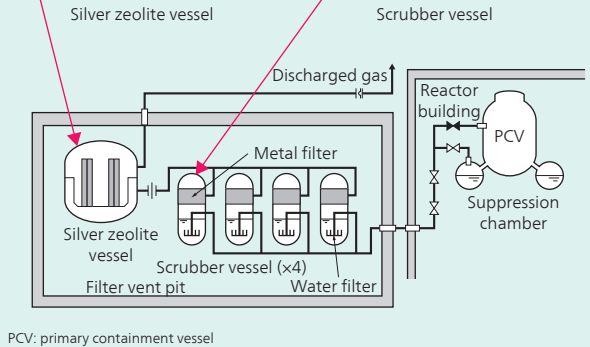 Silver zeolite vessel
Scrubber vessel
Discharged gas
Reactor
building
PCV
Metal filter
Suppression
chamber
Silver zeolite
vessel
Scrubber vessel (×4)
Filter vent pit
Water filter
PCV: primary containment vessel